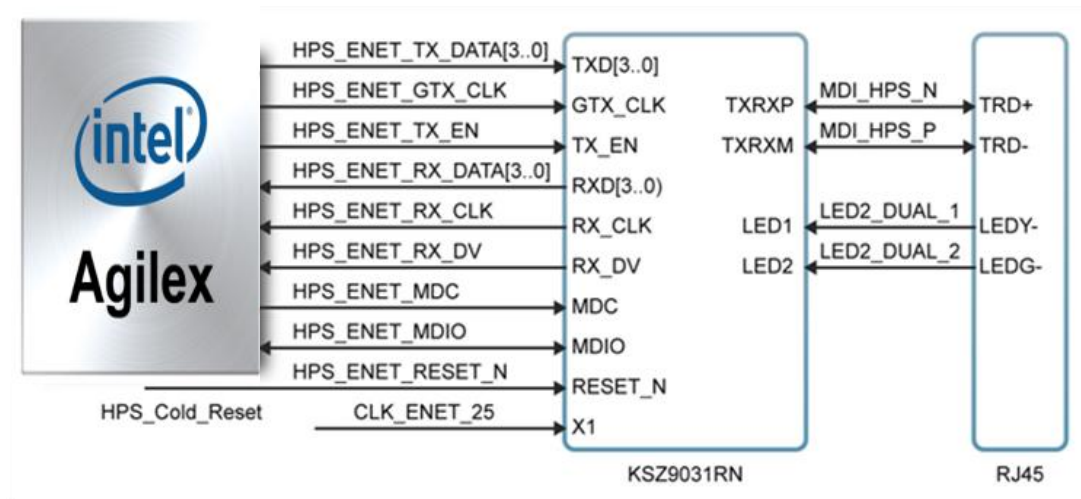 intel
Agilex
HPS_ENET_TX_DATA[3..0]
TXD[3..0]
HPS_ENET_GTX_CLK
GTX_CLK
HPS_ENET_TX_EN
TX_EN
HPS_ENET_RX_DATA[3..0]
RXD[3..0)
HPS_ENET_RX_CLK
RX_CLK
HPS_ENET_RX_DV
RX_DV
HPS_ENET_MDC
MDC
HPS_ENET_MDIO
MDIO
HPS_ENET_RESET_N
RESET_N
HPS_Cold_Reset
CLK_ENET_25
X1
TXRXP
MDI_HPS_N
TRD+
TXRXM
MDI_HPS_P
TRD-
LED1
LED2_DUAL_1
LEDY-
LED2
LED2_DUAL_2
LEDG-
KSZ9031RN
RJ45